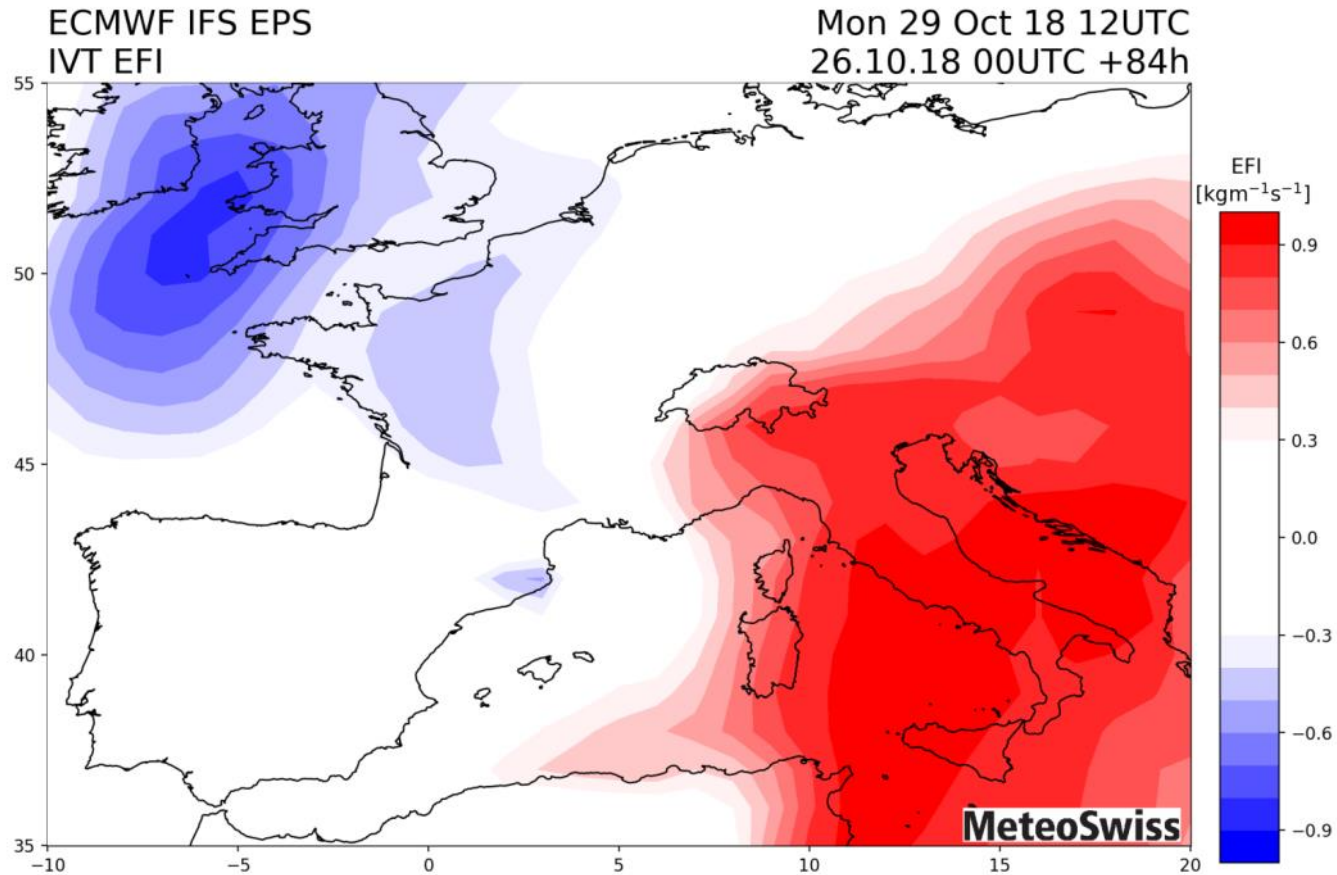 ECMWF IFS EPS
IVT EFI
Mon 29 Oct 18 12UTC
26.10.18 00UTC +84h
55
50
45
40
35
−10
−5
0
5
10
15
20
EFI
[kgm⁻¹s⁻¹]
0.9
0.6
0.3
0.0
−0.3
−0.6
−0.9
MeteoSwiss